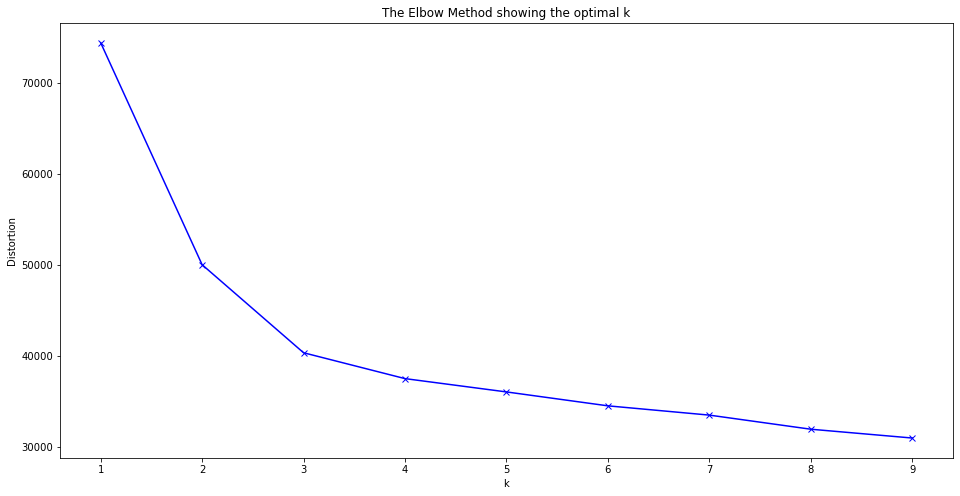 The Elbow Method showing the optimal k
70000
60000
50000
40000
30000
Distortion
1 2 3 4 5 6 7 8 9
k